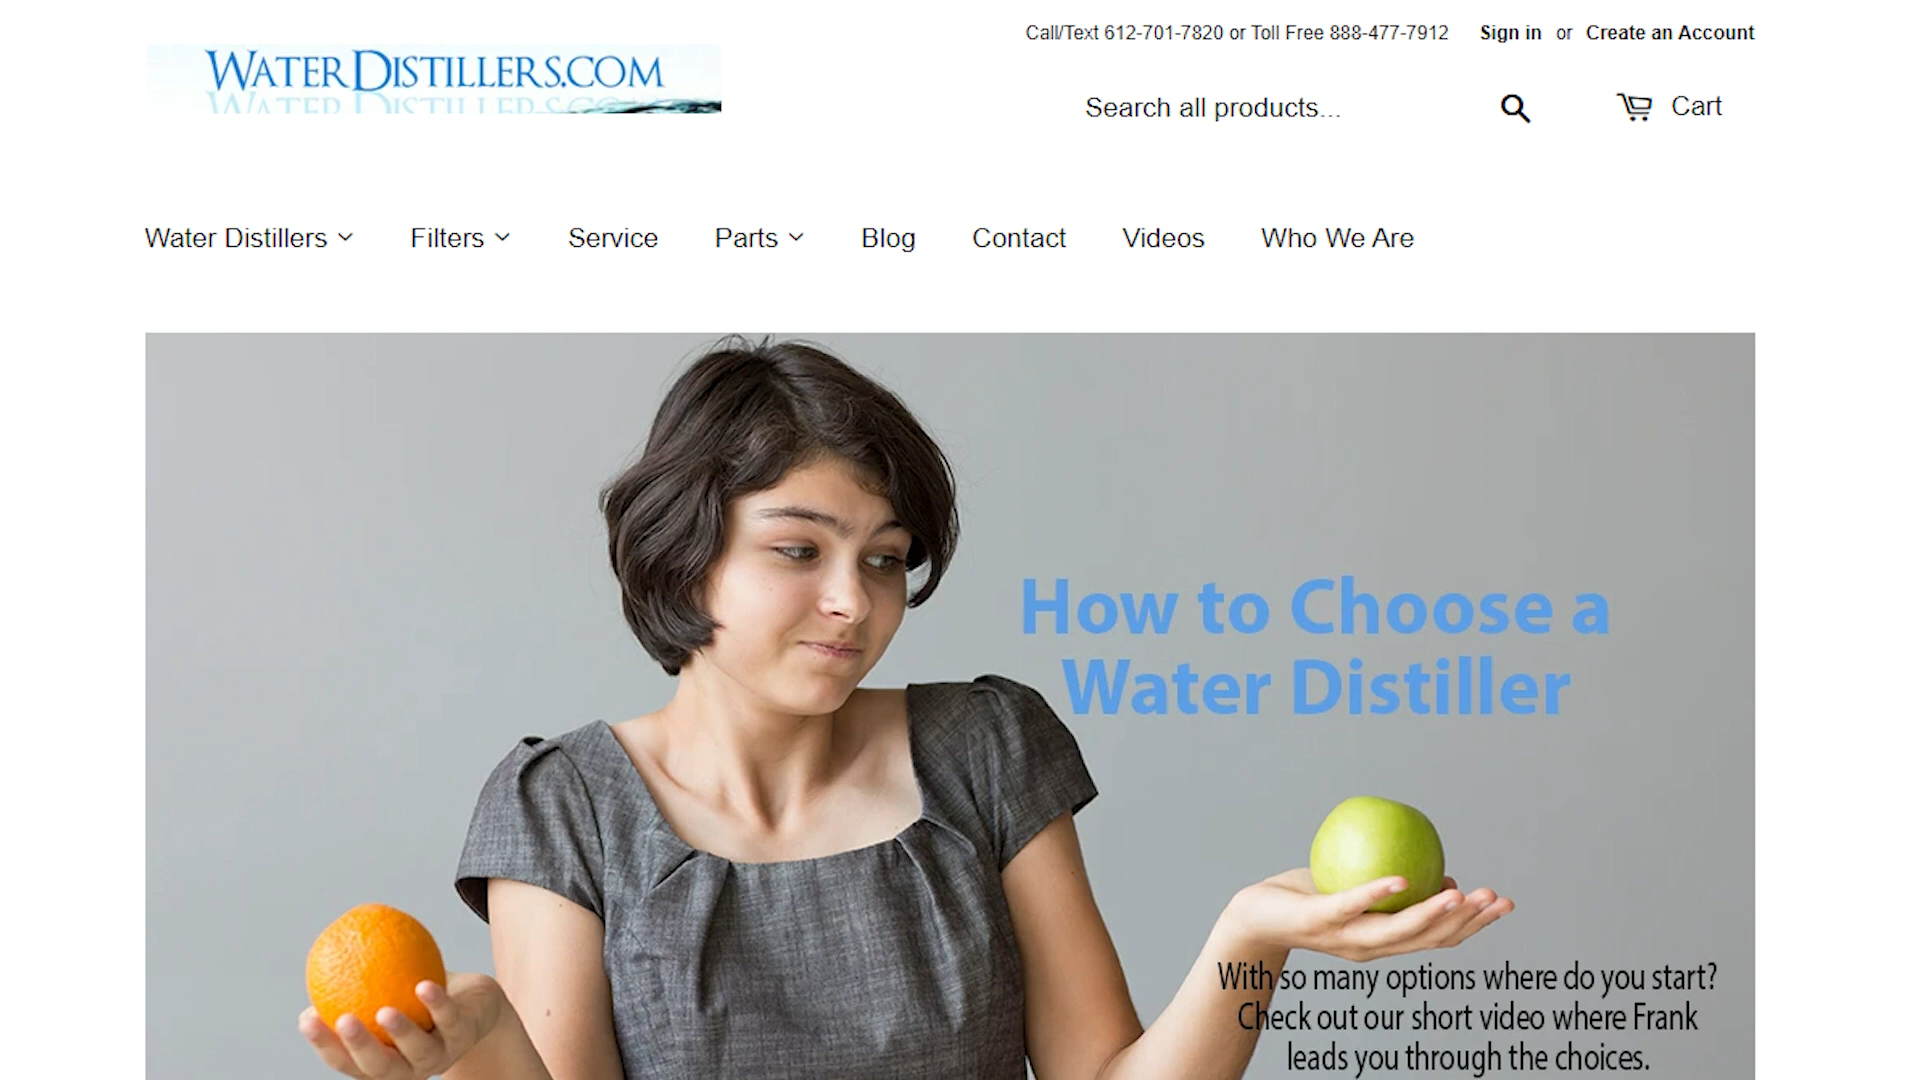 Call/Text 612-701-7820 or Toll Free 888-477-7912 Sign in or Create an Account
WATERDISTILLERS.COM
Search all products...
Cart
Water Distillers
Filters
Service
Parts
Blog
Contact
Videos
Who We Are
How to Choose a
Water Distiller
With so many options where do you start?
Check out our short video where Frank
leads you through the choices.